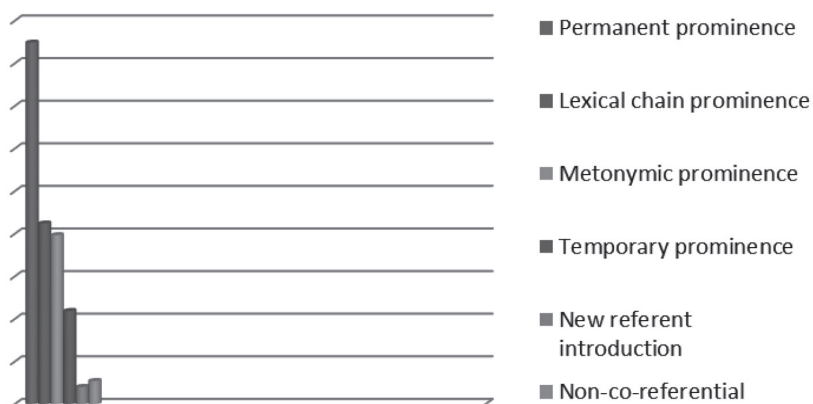 Permanent prominence
Lexical chain prominence
Metonymic prominence
Temporary prominence
New referent
introduction
Non-co-referential